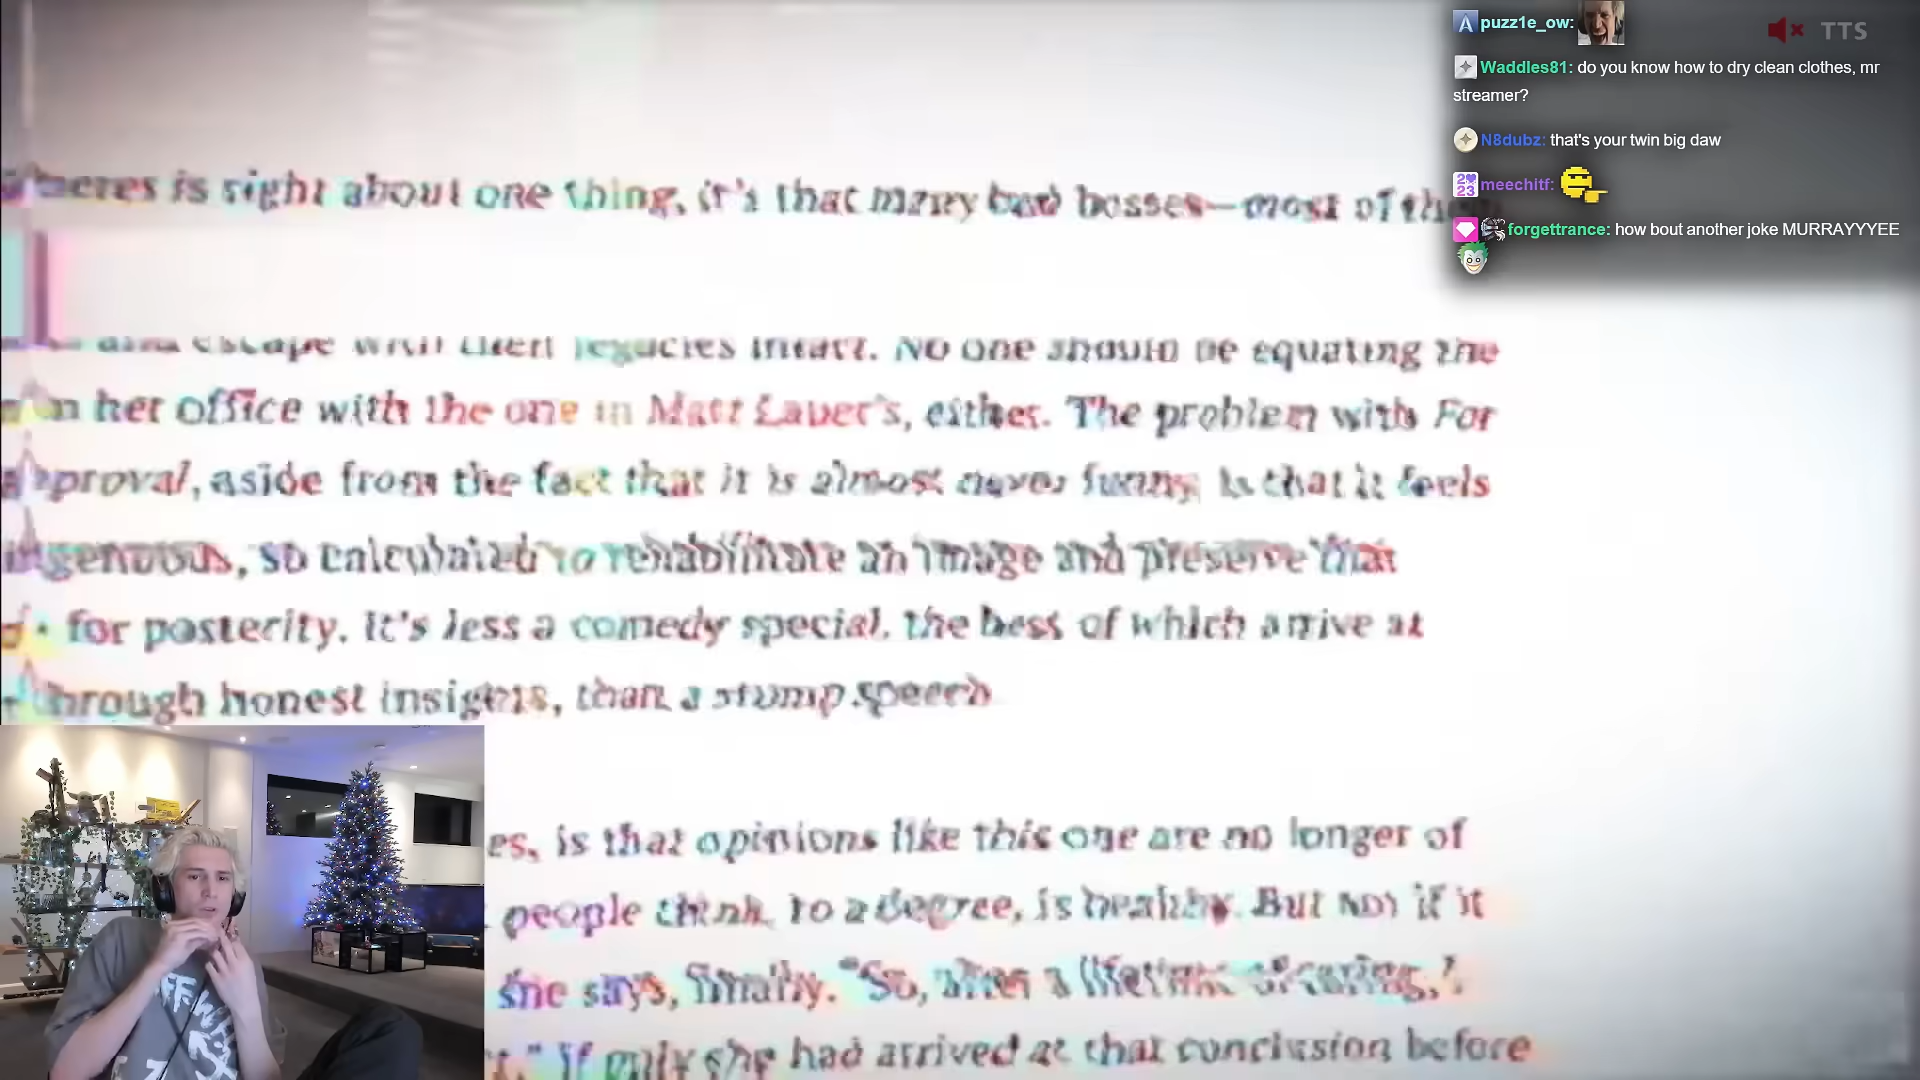 is right about one thing, it's that many bad bosses—most of
escape with their legacies intact. No one should be equating the
in her office with the one in Matt Lauer's, either. The problem with For
aside from the fact that it is almost never funny, is that it feels
so calculated to rehabilitate an image and preserve that
for posterity. It's less a comedy special, the best of which arrive at
through honest insights, than a stump speech
is that opinions like this one are no longer of
people think, to a degree, is healthy. But not if it
she says, finally. "So, after a lifetime of caring, I
If only she had arrived at that conclusion before
puzz1e_ow:
TTS
Waddles81: do you know how to dry clean clothes, mr
streamer?
N8dubz: that's your twin big daw
meechitf:
forgettrance: how bout another joke MURRAYYYEE